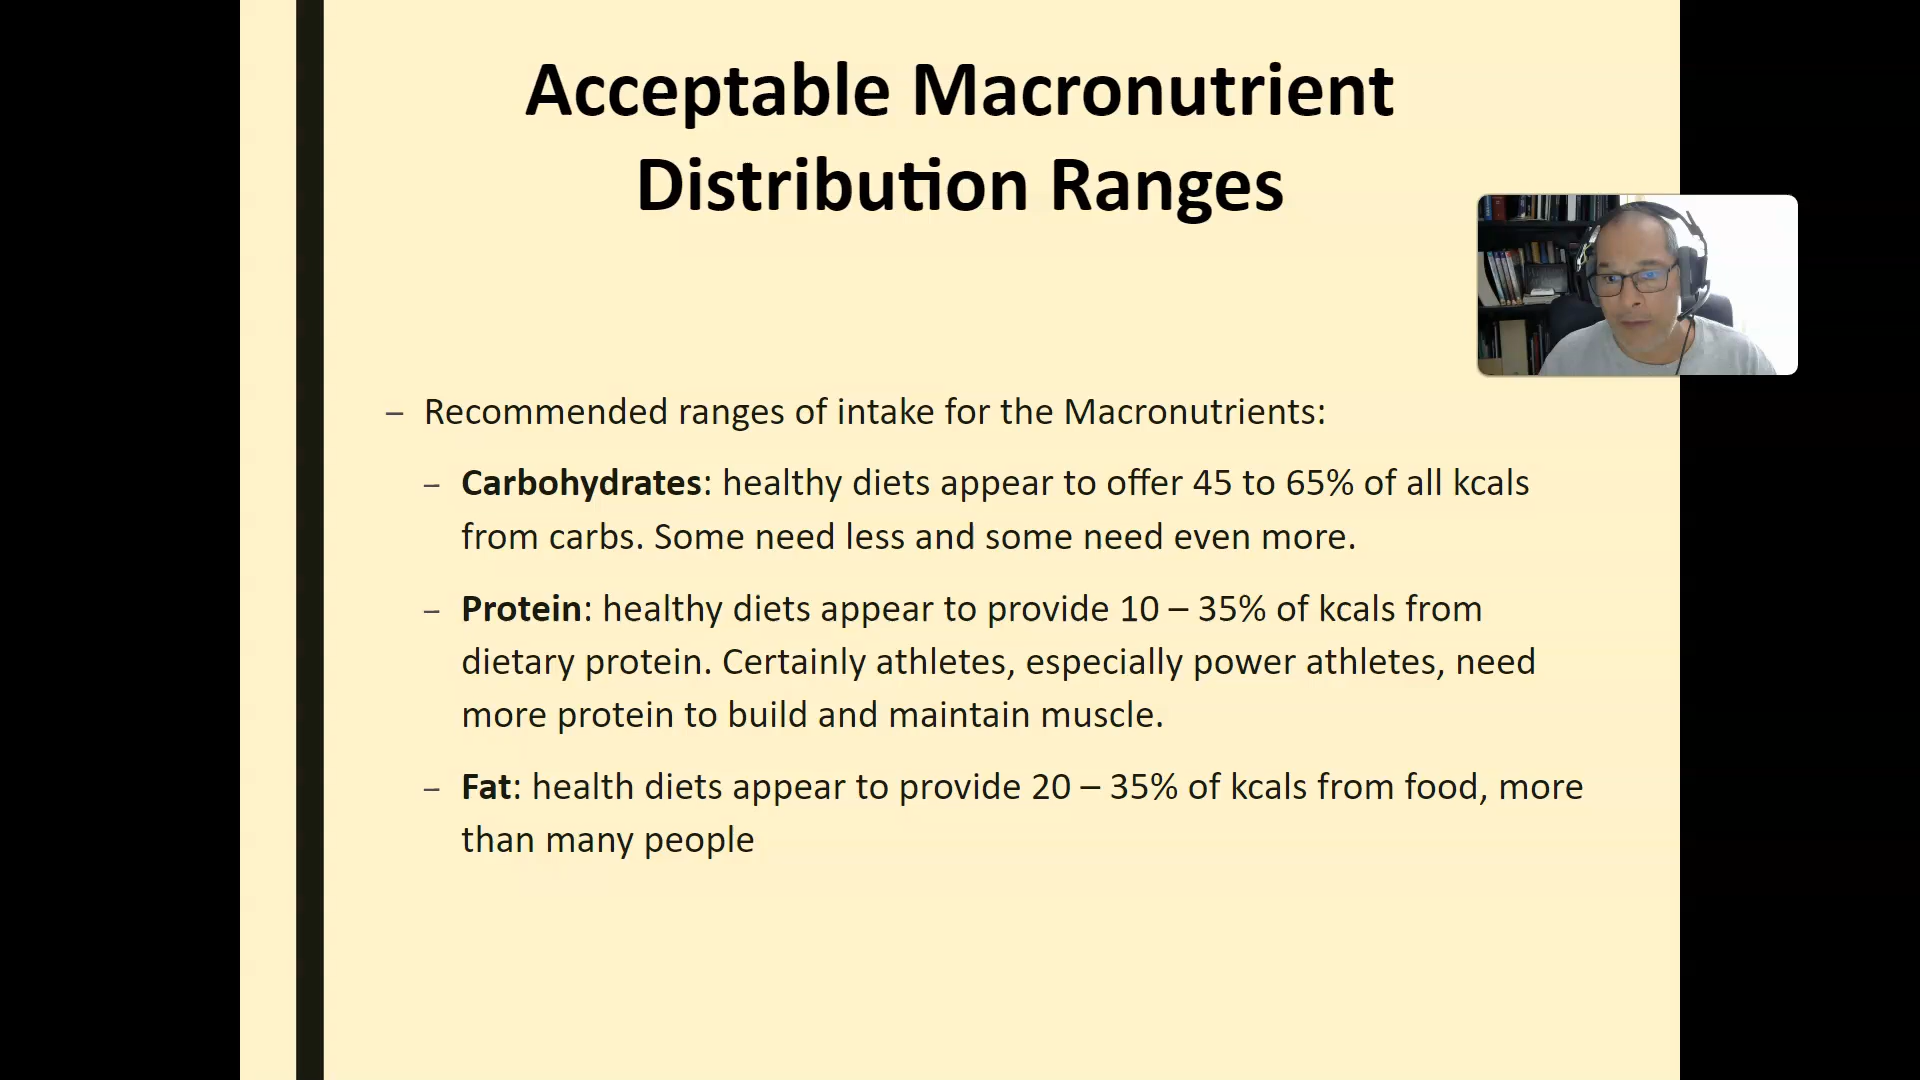 Acceptable Macronutrient
Distribution Ranges
– Recommended ranges of intake for the Macronutrients:
– Carbohydrates: healthy diets appear to offer 45 to 65% of all kcals
from carbs. Some need less and some need even more.
– Protein: healthy diets appear to provide 10 – 35% of kcals from
dietary protein. Certainly athletes, especially power athletes, need
more protein to build and maintain muscle.
– Fat: health diets appear to provide 20 – 35% of kcals from food, more
than many people